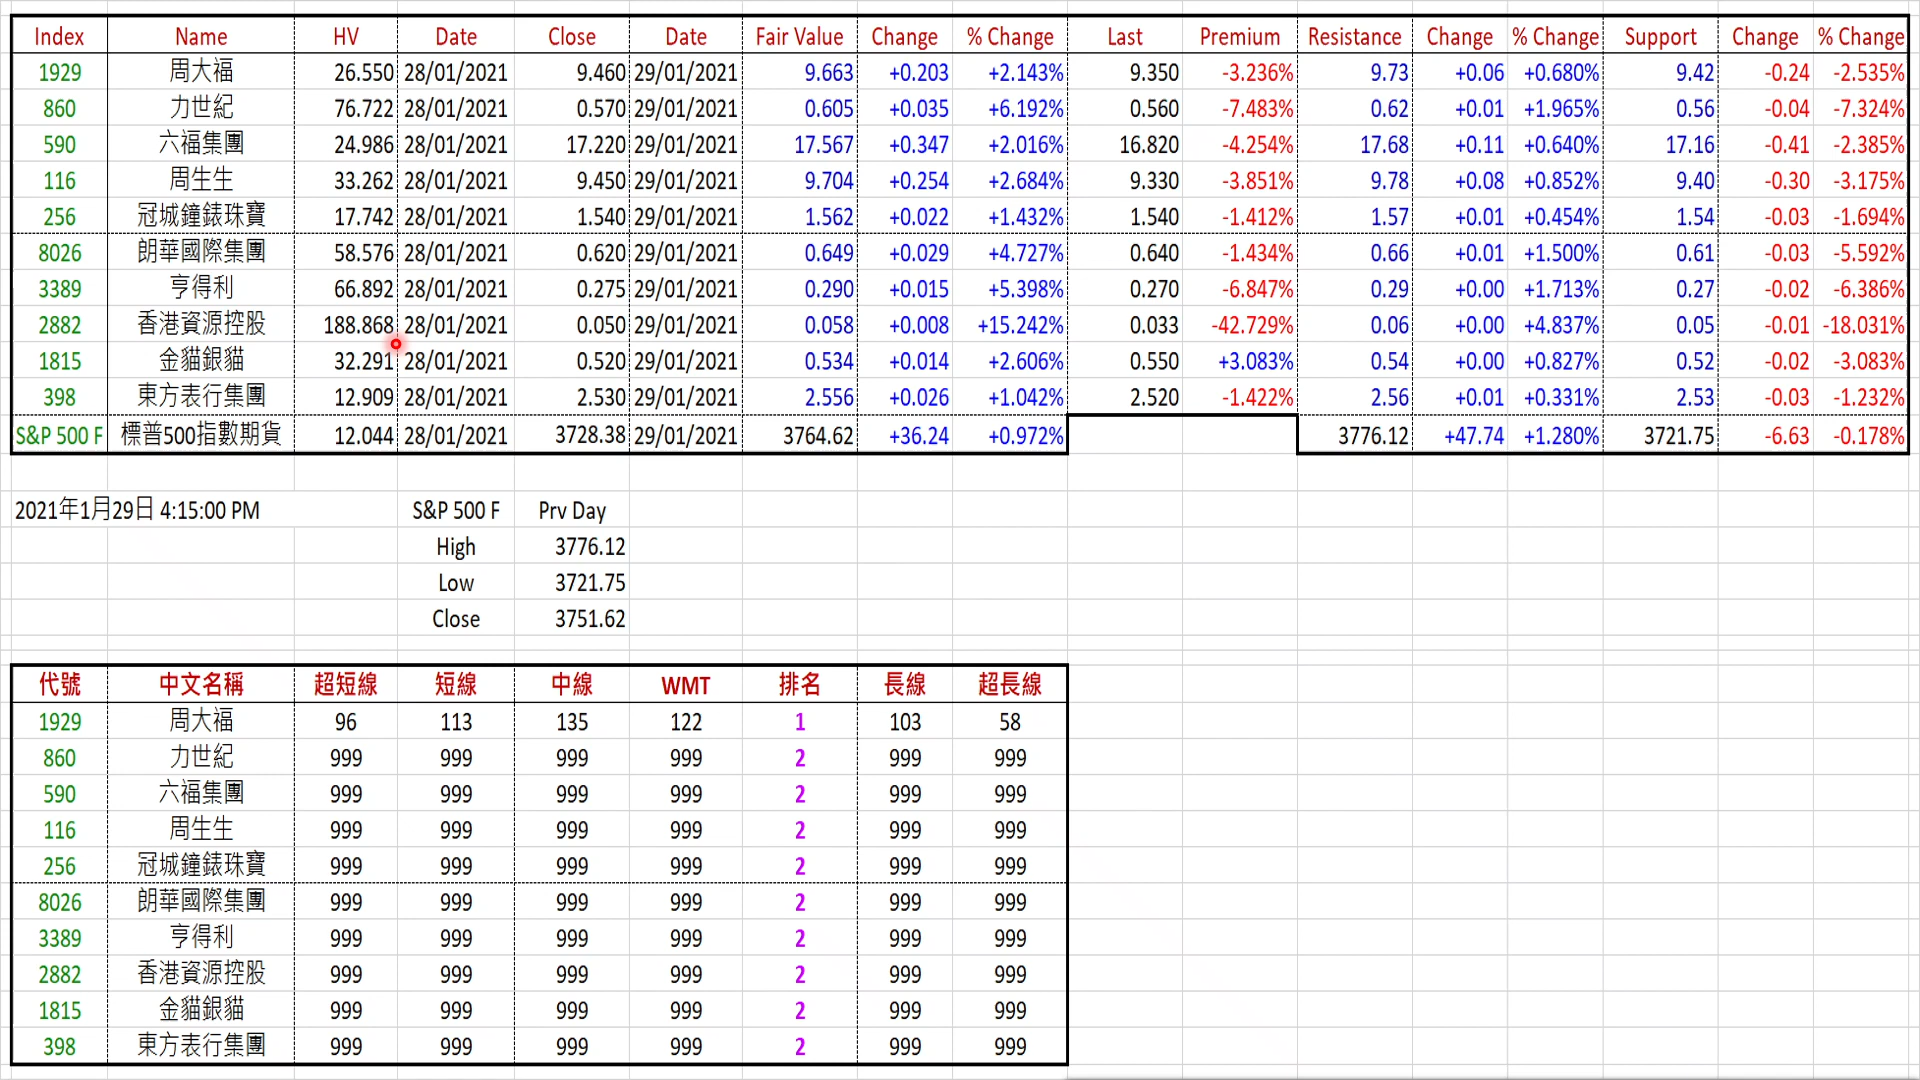 Index Name HV Date Close Date Fair Value Change % Change Last Premium Resistance Change % Change Support Change % Change
1929 周大福 26.550 28/01/2021 9.460 29/01/2021 9.663 +0.203 +2.143% 9.350 -3.236% 9.73 +0.06 +0.680% 9.42 -0.24 -2.535%
860 力世紀 76.722 28/01/2021 0.570 29/01/2021 0.605 +0.035 +6.192% 0.560 -7.483% 0.62 +0.01 +1.965% 0.56 -0.04 -7.324%
590 六福集團 24.986 28/01/2021 17.220 29/01/2021 17.567 +0.347 +2.016% 16.820 -4.254% 17.68 +0.11 +0.640% 17.16 -0.41 -2.385%
116 周生生 33.262 28/01/2021 9.450 29/01/2021 9.704 +0.254 +2.684% 9.330 -3.851% 9.78 +0.08 +0.852% 9.40 -0.30 -3.175%
256 冠城鐘錶珠寶 17.742 28/01/2021 1.540 29/01/2021 1.562 +0.022 +1.432% 1.540 -1.412% 1.57 +0.01 +0.454% 1.54 -0.03 -1.694%
8026 朗華國際集團 58.576 28/01/2021 0.620 29/01/2021 0.649 +0.029 +4.727% 0.640 -1.434% 0.66 +0.01 +1.500% 0.61 -0.03 -5.592%
3389 亨得利 66.892 28/01/2021 0.275 29/01/2021 0.290 +0.015 +5.398% 0.270 -6.847% 0.29 +0.00 +1.713% 0.27 -0.02 -6.386%
2882 香港資源控股 188.868 28/01/2021 0.050 29/01/2021 0.058 +0.008 +15.242% 0.033 -42.729% 0.06 +0.00 +4.837% 0.05 -0.01 -18.031%
1815 金貓銀貓 32.291 28/01/2021 0.520 29/01/2021 0.534 +0.014 +2.606% 0.550 +3.083% 0.54 +0.00 +0.827% 0.52 -0.02 -3.083%
398 東方表行集團 12.909 28/01/2021 2.530 29/01/2021 2.556 +0.026 +1.042% 2.520 -1.422% 2.56 +0.01 +0.331% 2.53 -0.03 -1.232%
S&P 500 F 標普500指數期貨 12.044 28/01/2021 3728.38 29/01/2021 3764.62 +36.24 +0.972% 3776.12 +47.74 +1.280% 3721.75 -6.63 -0.178%
2021年1月29日 4:15:00 PM S&P 500 F Prv Day
High 3776.12
Low 3721.75
Close 3751.62
代號 中文名稱 超短線 短線 中線 WMT 排名 長線 超長線
1929 周大福 96 113 135 122 1 103 58
860 力世紀 999 999 999 999 2 999 999
590 六福集團 999 999 999 999 2 999 999
116 周生生 999 999 999 999 2 999 999
256 冠城鐘錶珠寶 999 999 999 999 2 999 999
8026 朗華國際集團 999 999 999 999 2 999 999
3389 亨得利 999 999 999 999 2 999 999
2882 香港資源控股 999 999 999 999 2 999 999
1815 金貓銀貓 999 999 999 999 2 999 999
398 東方表行集團 999 999 999 999 2 999 999